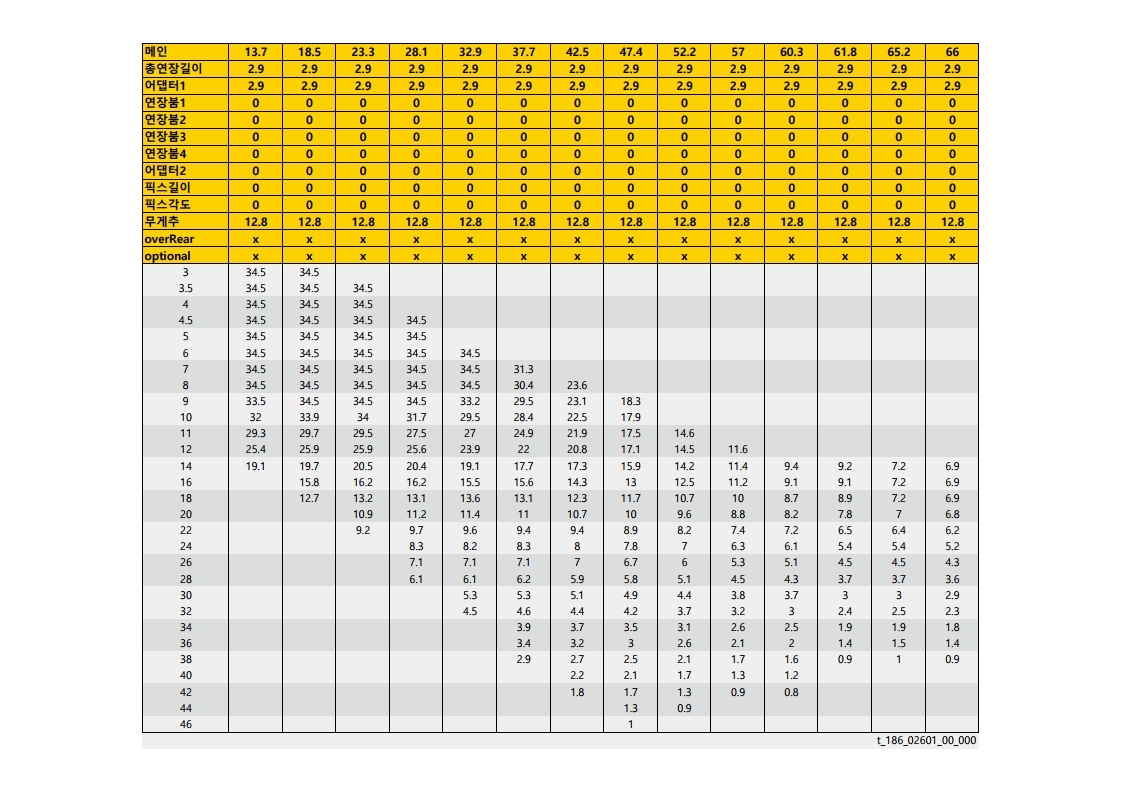 메인 13.7 18.5 23.3 28.1 32.9 37.7 42.5 47.4 52.2 57 60.3 61.8 65.2 66
총연장길이 2.9 2.9 2.9 2.9 2.9 2.9 2.9 2.9 2.9 2.9 2.9 2.9 2.9 2.9
어댑터1 2.9 2.9 2.9 2.9 2.9 2.9 2.9 2.9 2.9 2.9 2.9 2.9 2.9 2.9
연장붐1 0 0 0 0 0 0 0 0 0 0 0 0 0 0
연장붐2 0 0 0 0 0 0 0 0 0 0 0 0 0 0
연장붐3 0 0 0 0 0 0 0 0 0 0 0 0 0 0
연장붐4 0 0 0 0 0 0 0 0 0 0 0 0 0 0
어댑터2 0 0 0 0 0 0 0 0 0 0 0 0 0 0
픽스길이 0 0 0 0 0 0 0 0 0 0 0 0 0 0
픽스각도 0 0 0 0 0 0 0 0 0 0 0 0 0 0
무게추 12.8 12.8 12.8 12.8 12.8 12.8 12.8 12.8 12.8 12.8 12.8 12.8 12.8 12.8
overRear x x x x x x x x x x x x x x
optional x x x x x x x x x x x x x x
3 34.5 34.5
3.5 34.5 34.5 34.5
4 34.5 34.5 34.5
4.5 34.5 34.5 34.5 34.5
5 34.5 34.5 34.5 34.5
6 34.5 34.5 34.5 34.5 34.5
7 34.5 34.5 34.5 34.5 34.5 31.3
8 34.5 34.5 34.5 34.5 34.5 30.4 23.6
9 33.5 34.5 34.5 34.5 33.2 29.5 23.1 18.3
10 32 33.9 34 31.7 29.5 28.4 22.5 17.9
11 29.3 29.7 29.5 27.5 27 24.9 21.9 17.5 14.6
12 25.4 25.9 25.9 25.6 23.9 22 20.8 17.1 14.5 11.6
14 19.1 19.7 20.5 20.4 19.1 17.7 17.3 15.9 14.2 11.4 9.4 9.2 7.2 6.9
16 15.8 16.2 16.2 15.5 15.6 14.3 13 12.5 11.2 9.1 9.1 7.2 6.9
18 12.7 13.2 13.1 13.6 13.1 12.3 11.7 10.7 10 8.7 8.9 7.2 6.9
20 10.9 11.2 11.4 11 10.7 10 9.6 8.8 8.2 7.8 7 6.8
22 9.2 9.7 9.6 9.4 9.4 8.9 8.2 7.4 7.2 6.5 6.4 6.2
24 8.3 8.2 8.3 8 7.8 7 6.3 6.1 5.4 5.4 5.2
26 7.1 7.1 7.1 7 6.7 6 5.3 5.1 4.5 4.5 4.3
28 6.1 6.1 6.2 5.9 5.8 5.1 4.5 4.3 3.7 3.7 3.6
30 5.3 5.3 5.1 4.9 4.4 3.8 3.7 3 3 2.9
32 4.5 4.6 4.4 4.2 3.7 3.2 3 2.4 2.5 2.3
34 3.9 3.7 3.5 3.1 2.6 2.5 1.9 1.9 1.8
36 3.4 3.2 3 2.6 2.1 2 1.4 1.5 1.4
38 2.9 2.7 2.5 2.1 1.7 1.6 0.9 1 0.9
40 2.2 2.1 1.7 1.3 1.2
42 1.8 1.7 1.3 0.9 0.8
44 1.3 0.9
46 1
t_186_02601_00_000